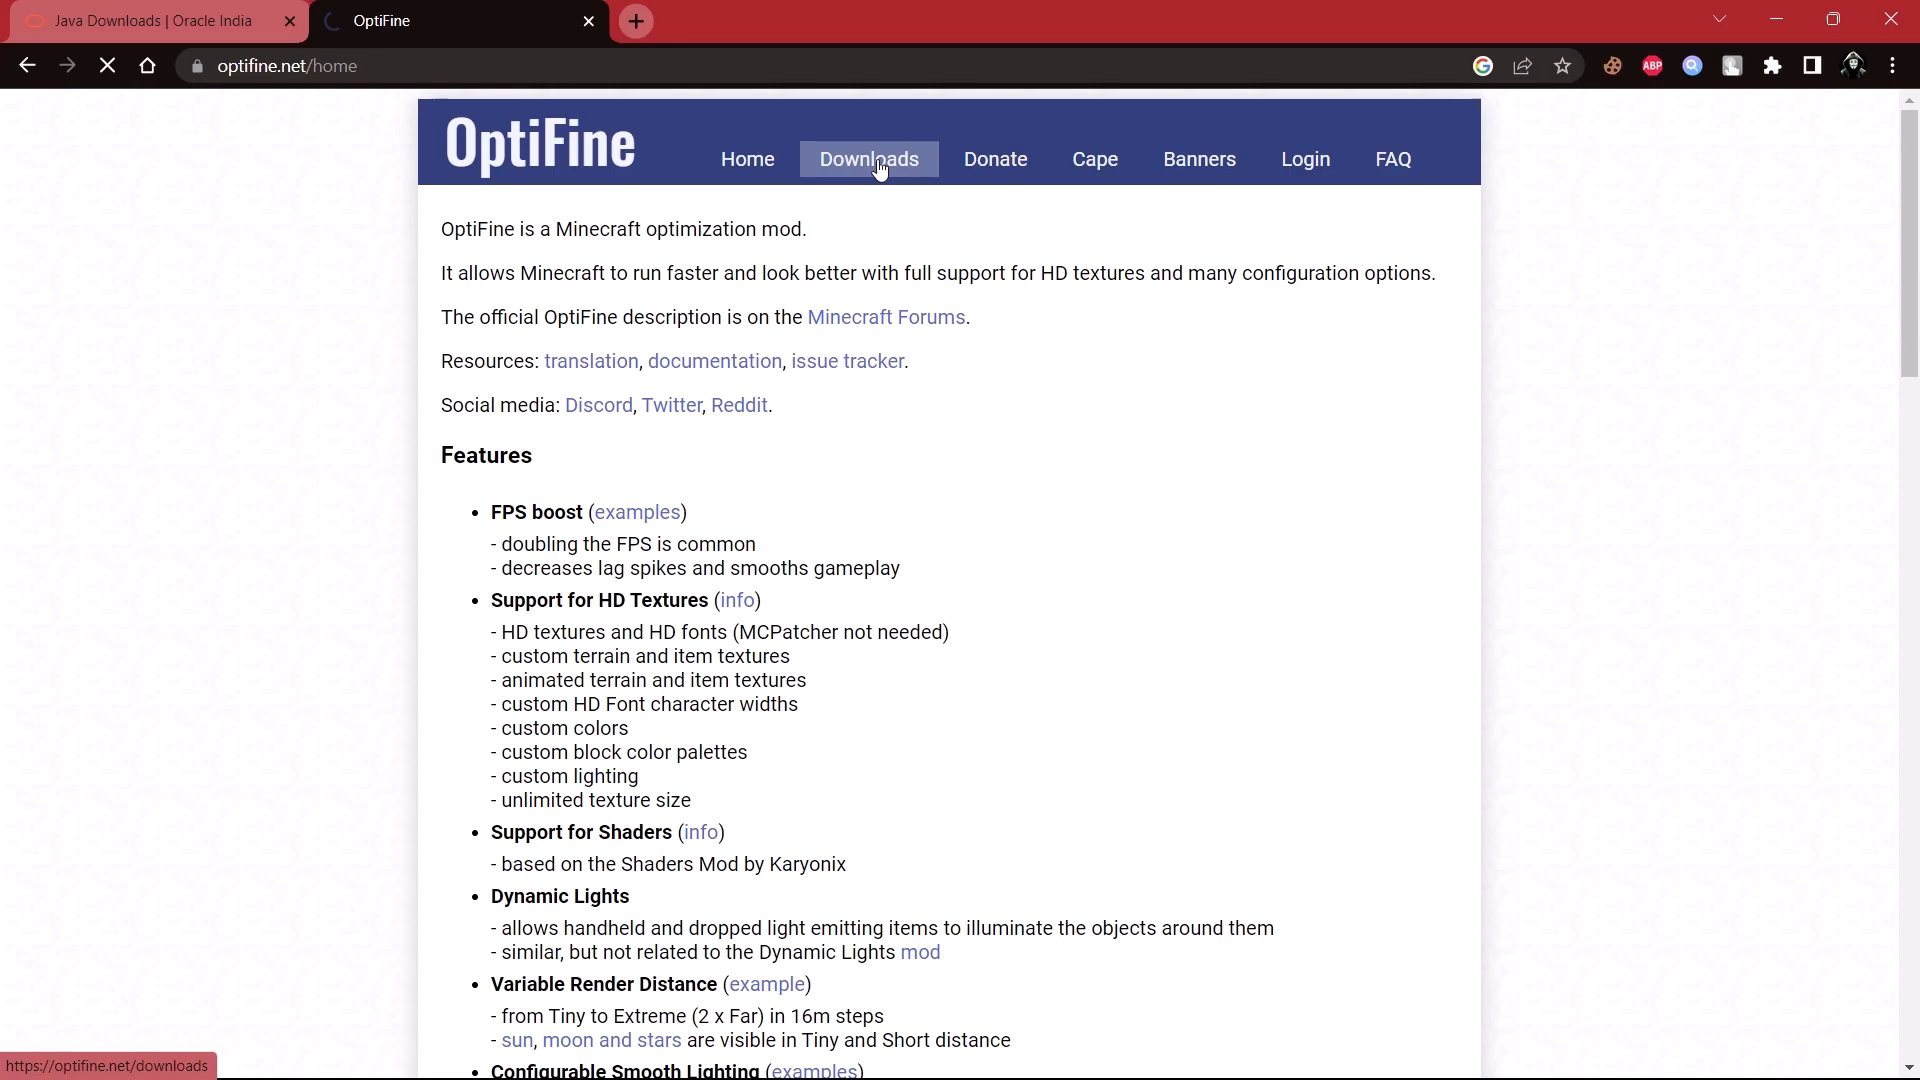 Java Downloads | Oracle India
OptiFine
optifine.net/home
ABP
OptiFine
Home Downloads Donate Cape Banners Login FAQ
OptiFine is a Minecraft optimization mod.
It allows Minecraft to run faster and look better with full support for HD textures and many configuration options.
The official OptiFine description is on the Minecraft Forums.
Resources: translation, documentation, issue tracker.
Social media: Discord, Twitter, Reddit.
Features
• FPS boost (examples)
- doubling the FPS is common
- decreases lag spikes and smooths gameplay
• Support for HD Textures (info)
- HD textures and HD fonts (MCPatcher not needed)
- custom terrain and item textures
- animated terrain and item textures
- custom HD Font character widths
- custom colors
- custom block color palettes
- custom lighting
- unlimited texture size
• Support for Shaders (info)
- based on the Shaders Mod by Karyonix
• Dynamic Lights
- allows handheld and dropped light emitting items to illuminate the objects around them
- similar, but not related to the Dynamic Lights mod
• Variable Render Distance (example)
- from Tiny to Extreme (2 x Far) in 16m steps
- sun, moon and stars are visible in Tiny and Short distance
• Configurable Smooth Lighting (examples)
https://optifine.net/downloads